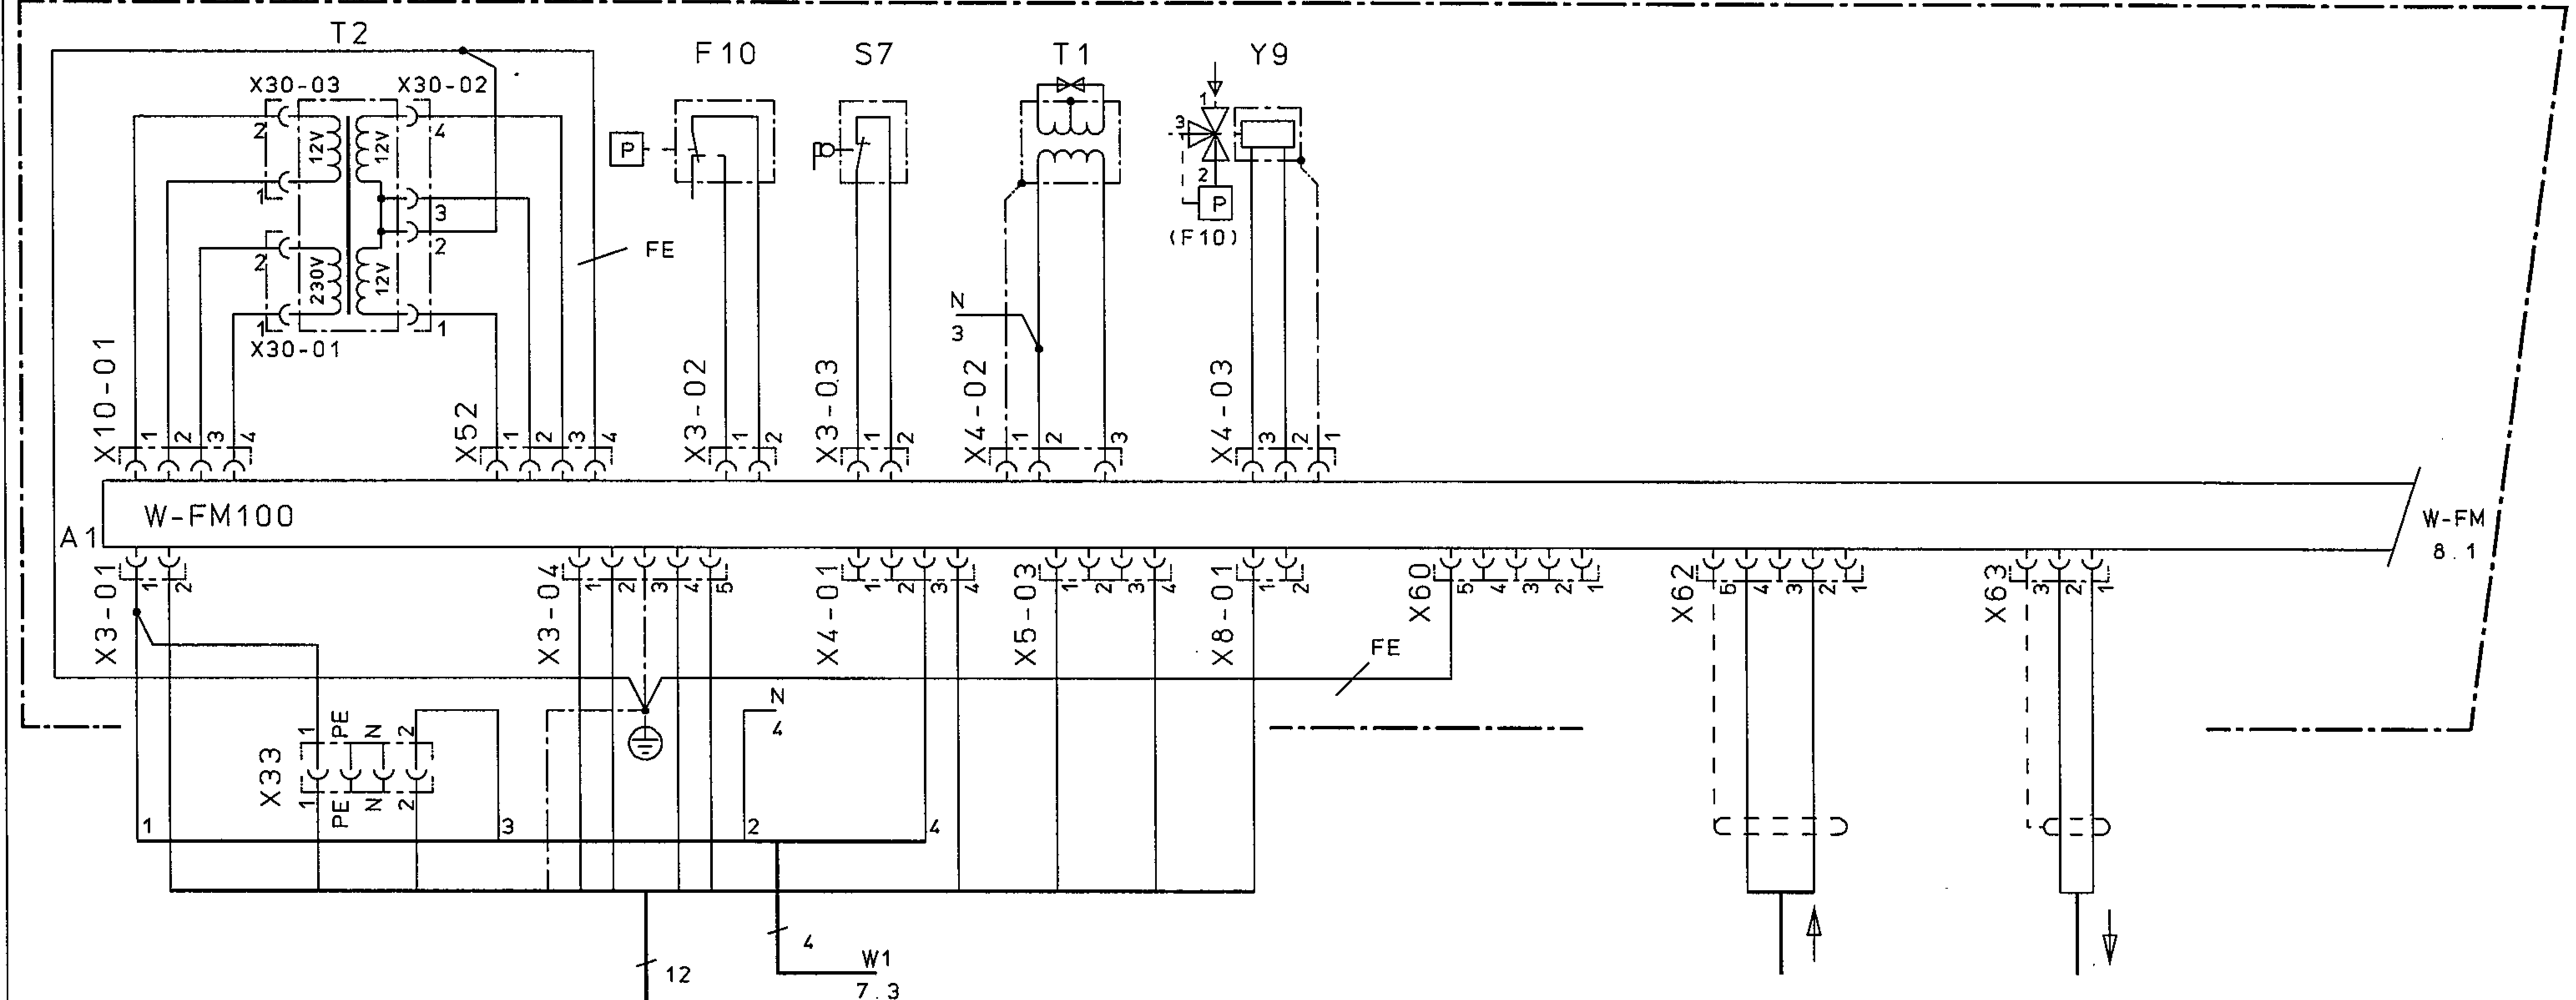 T2
F10
S7
T1
Y9
X30-03
X30-02
2
12V
12V
4
1
3
2
2
230V
12V
1
1
X30-01
P
1
3
2
P
(F10)
FE
N
3
X10-01
1
2
3
4
X52
1
2
3
4
X3-02
1
2
X3-03
1
2
X4-02
1
2
3
X4-03
3
2
1
A1
W-FM100
W-FM
8.1
X3-01
1
2
X3-04
1
2
3
4
5
X4-01
1
2
3
4
X5-03
1
2
3
4
X8-01
1
2
X60
5
4
3
2
1
X62
5
4
3
2
1
X63
3
2
1
FE
X33
1
PE
N
2
1
PE
N
2
N
4
1
3
2
4
12
4
W1
7.3